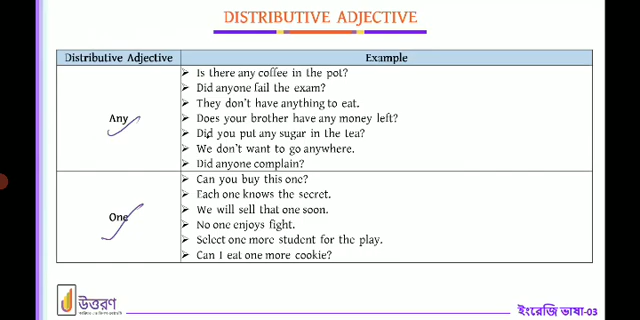 DISTRIBUTIVE ADJECTIVE
Distributive Adjective Example
Any
➤ Is there any coffee in the pot?
➤ Did anyone fail the exam?
➤ They don't have anything to eat.
➤ Does your brother have any money left?
➤ Did you put any sugar in the tea?
➤ We don't want to go anywhere.
➤ Did anyone complain?
One
➤ Can you buy this one?
➤ Each one knows the secret.
➤ We will sell that one soon.
➤ No one enjoys fight.
➤ Select one more student for the play.
➤ Can I eat one more cookie?
উত্তরণ
ইংরেজি ভাষা-03